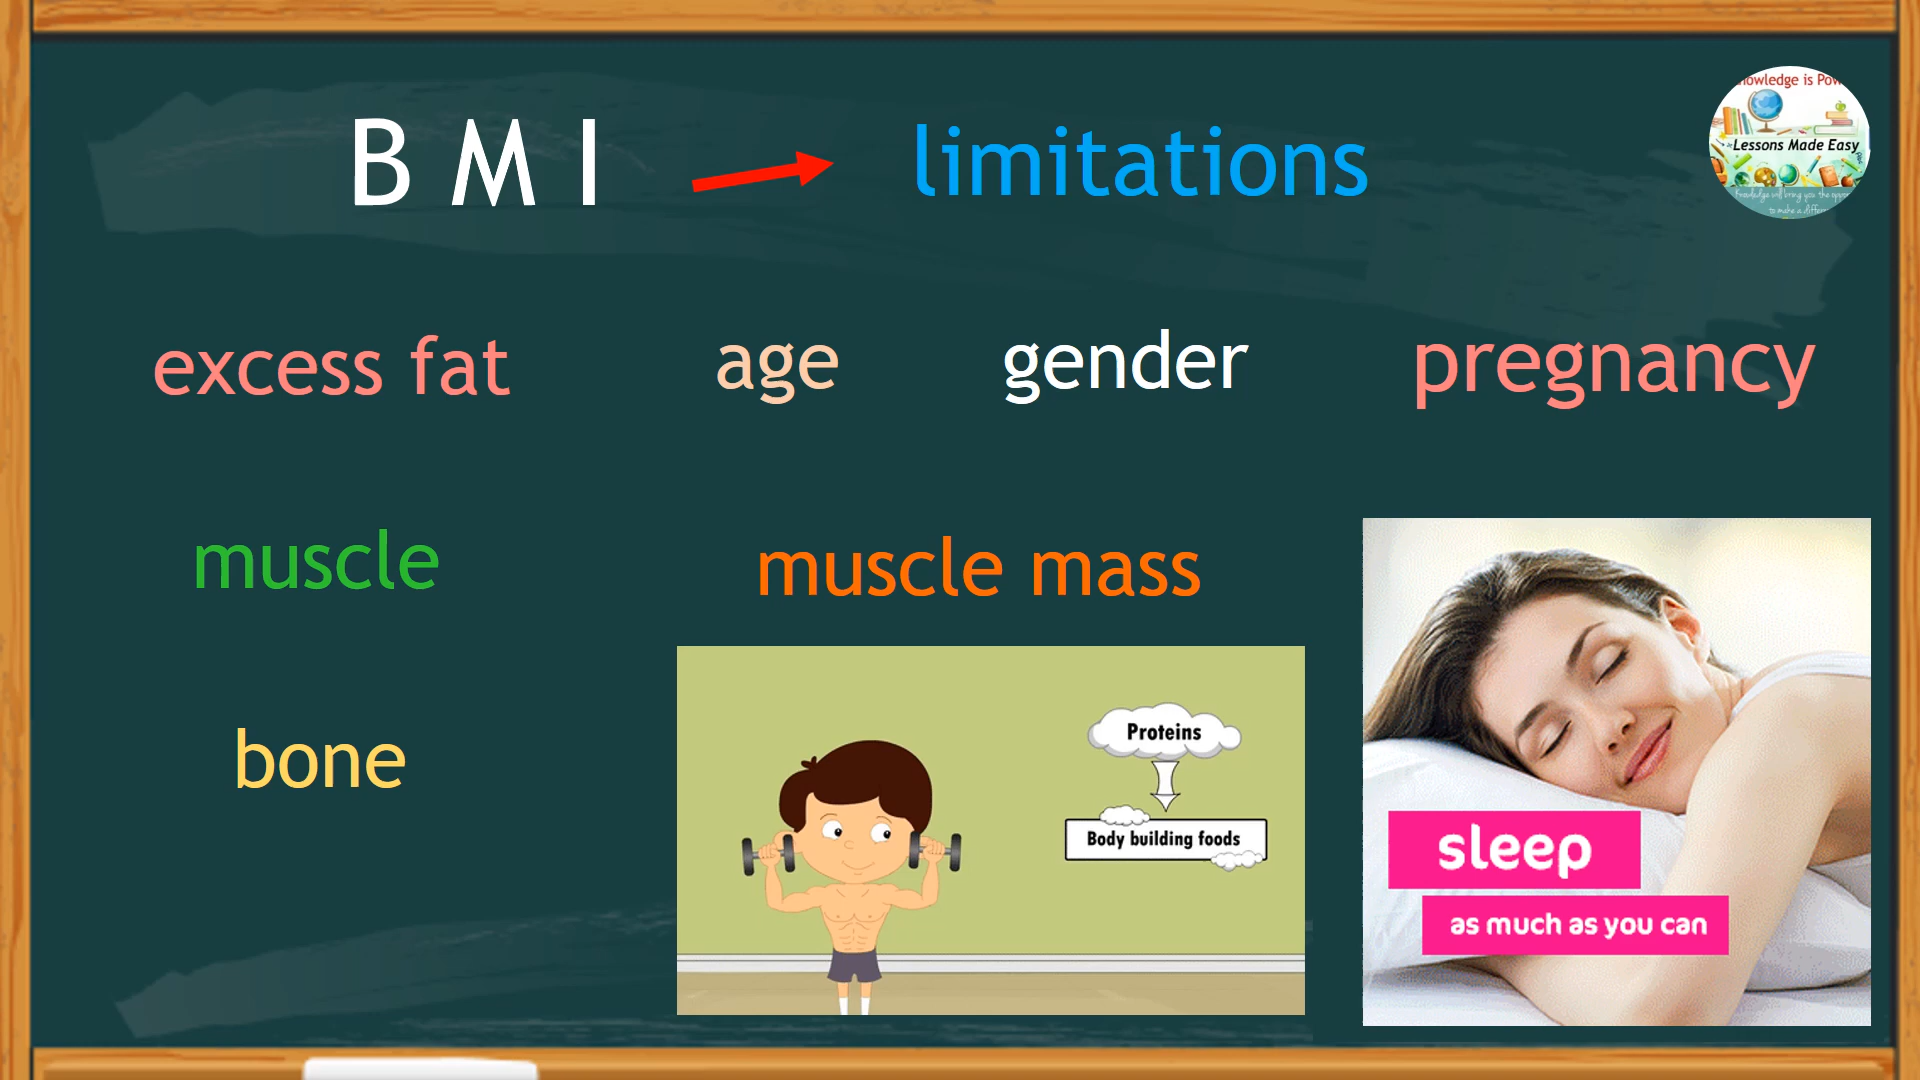 B M I
limitations
Lessons Made Easy
excess fat
age
gender
pregnancy
muscle
muscle mass
bone
Proteins
Body building foods
sleep
as much as you can